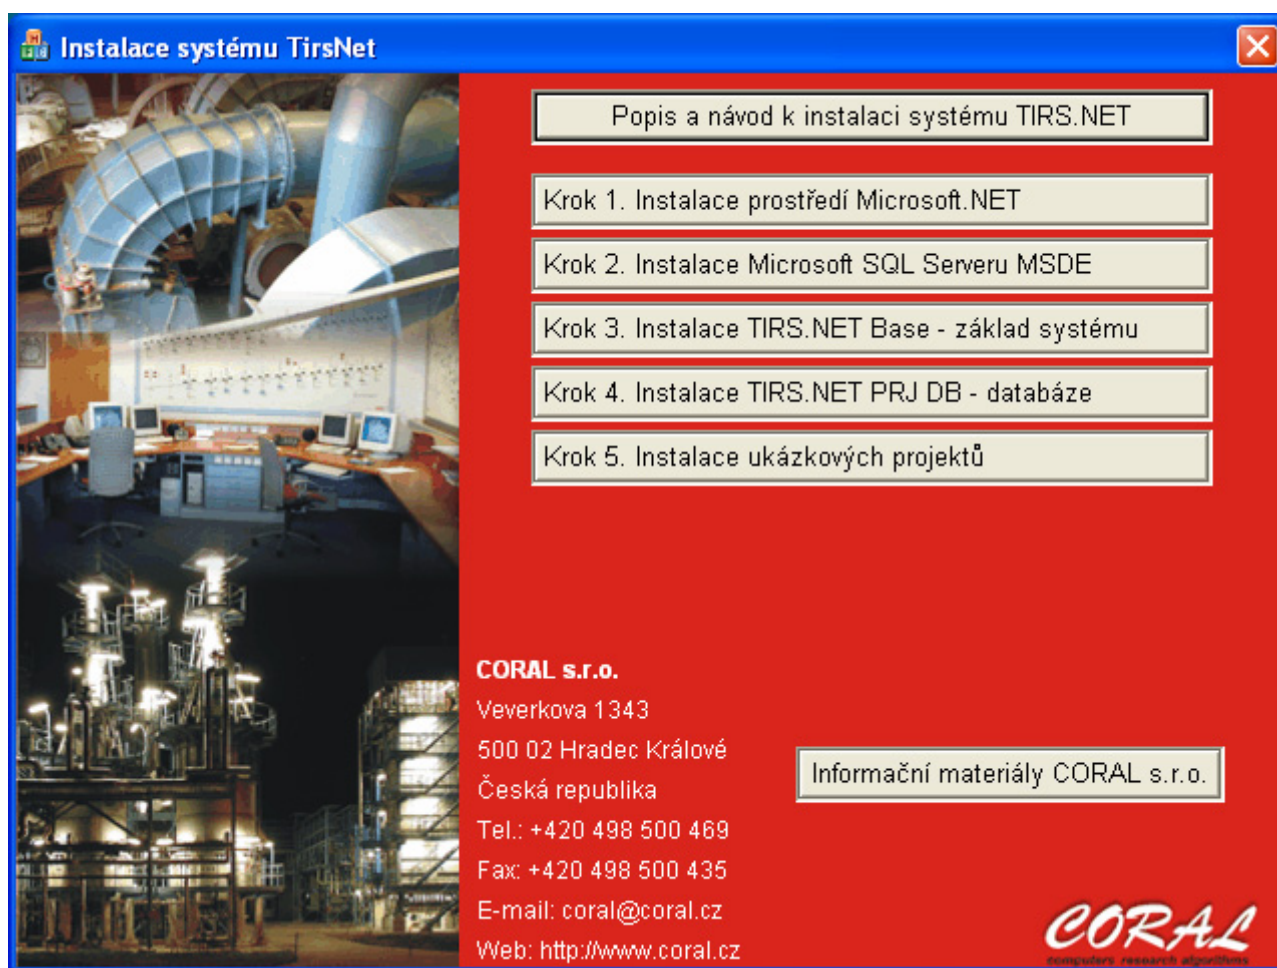 Instalace systému TirsNet
Popis a návod k instalaci systému TIRS.NET
Krok 1. Instalace prostředí Microsoft.NET
Krok 2. Instalace Microsoft SQL Serveru MSDE
Krok 3. Instalace TIRS.NET Base - základ systému
Krok 4. Instalace TIRS.NET PRJ DB - databáze
Krok 5. Instalace ukázkových projektů
CORAL s.r.o.
Veverkova 1343
500 02 Hradec Králové
Česká republika
Tel.: +420 498 500 469
Fax: +420 498 500 435
E-mail: coral@coral.cz
Web: http://www.coral.cz
Informační materiály CORAL s.r.o.
CORAL
computers research algorithms